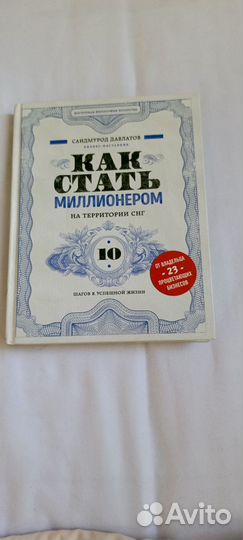 САИДМУРОД ДАВЛАТОВ
БИЗНЕС-НАСТАВНИК
КАК
СТАТЬ
МИЛЛИОНЕРОМ
НА ТЕРРИТОРИИ СНГ
10
ОТ ВЛАДЕЛЬЦА
- 23 -
ПРОЦВЕТАЮЩИХ
БИЗНЕСОВ
ШАГОВ К УСПЕШНОЙ ЖИЗНИ
Avito